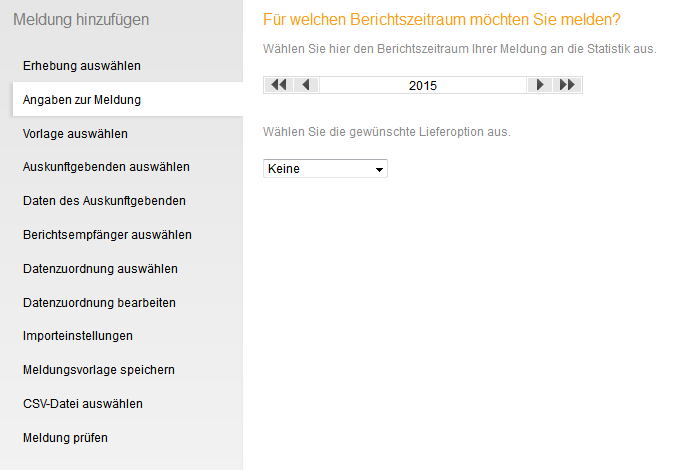 Meldung hinzufügen
Erhebung auswählen
Angaben zur Meldung
Vorlage auswählen
Auskunftgebenden auswählen
Daten des Auskunftgebenden
Berichtsempfänger auswählen
Datenzuordnung auswählen
Datenzuordnung bearbeiten
Importeinstellungen
Meldungsvorlage speichern
CSV-Datei auswählen
Meldung prüfen
Für welchen Berichtszeitraum möchten Sie melden?
Wählen Sie hier den Berichtszeitraum Ihrer Meldung an die Statistik aus.
2015
Wählen Sie die gewünschte Lieferoption aus.
Keine